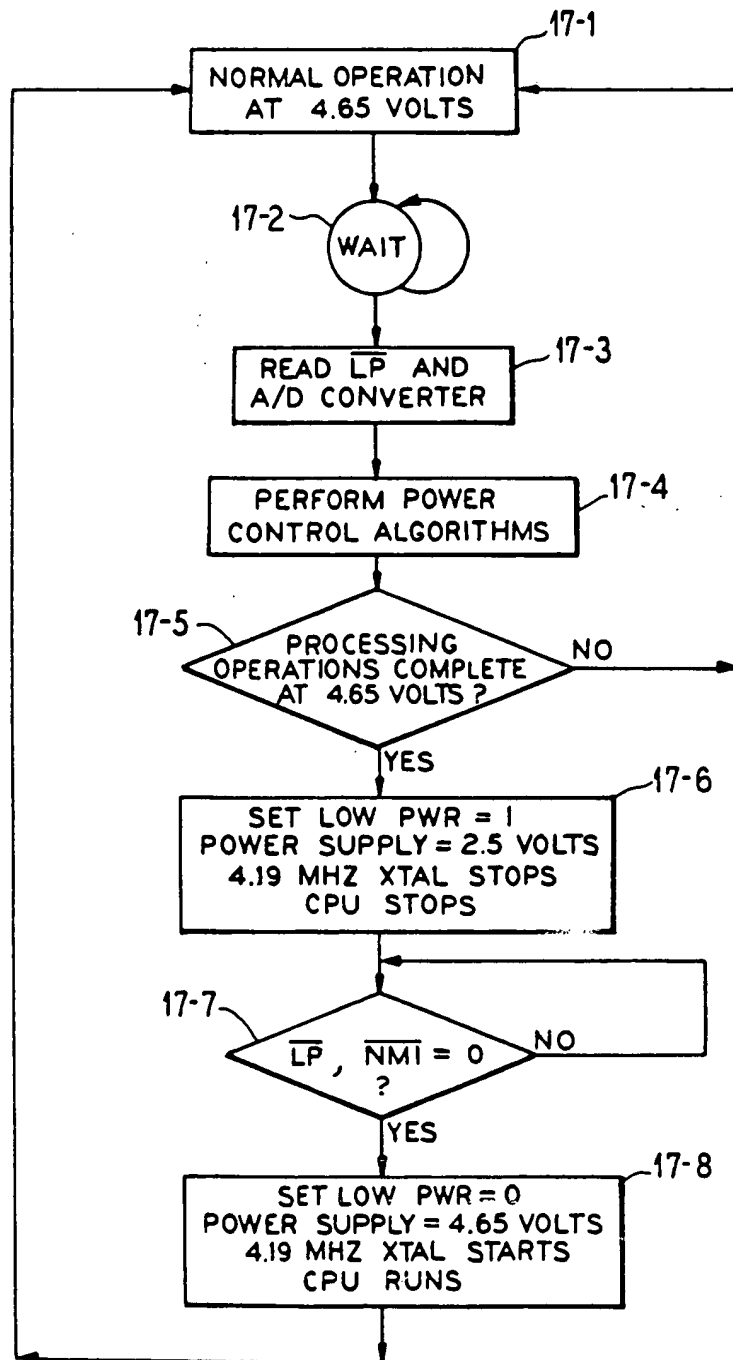 17-1
NORMAL OPERATION
AT 4.65 VOLTS
17-2
WAIT
17-3
READ L̅P̅ AND
A/D CONVERTER
17-4
PERFORM POWER
CONTROL ALGORITHMS
17-5
PROCESSING
OPERATIONS COMPLETE
AT 4.65 VOLTS?
NO
YES
17-6
SET LOW PWR = 1
POWER SUPPLY = 2.5 VOLTS
4.19 MHZ XTAL STOPS
CPU STOPS
17-7
L̅P̅, N̅M̅I̅ = 0
?
NO
YES
17-8
SET LOW PWR = 0
POWER SUPPLY = 4.65 VOLTS
4.19 MHZ XTAL STARTS
CPU RUNS